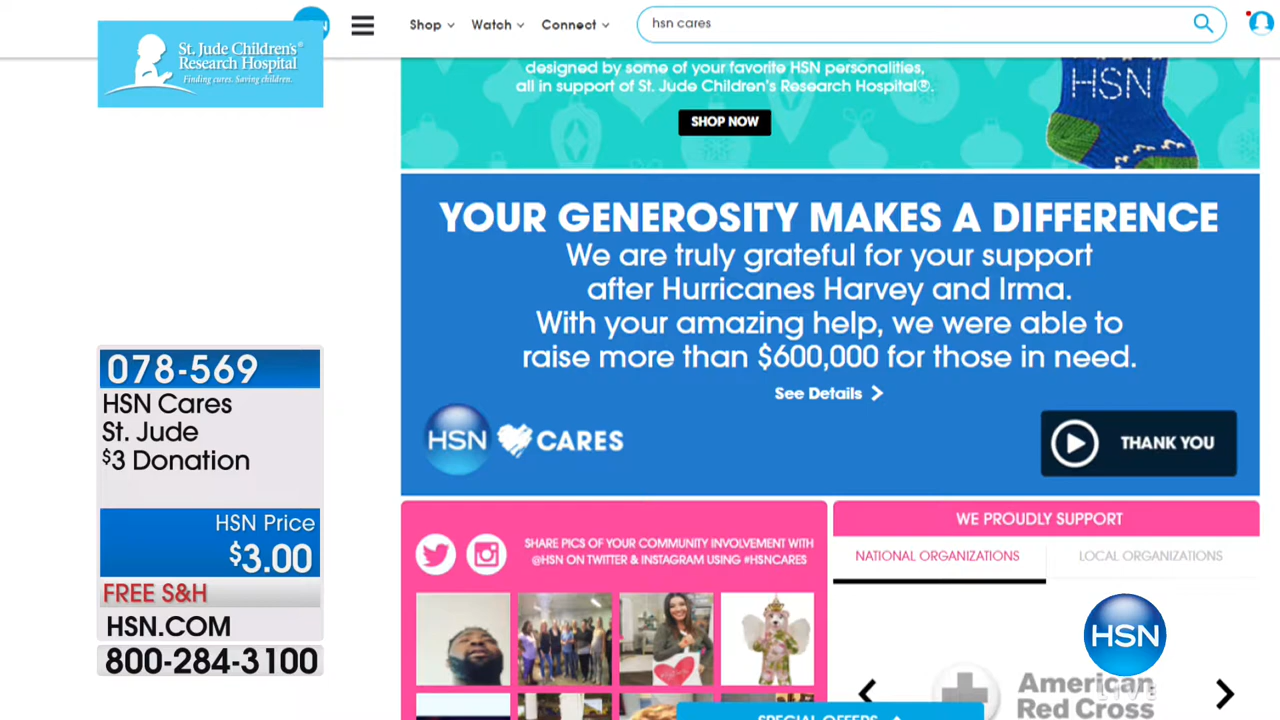 St. Jude Children's®
Research Hospital
Finding cures. Saving children.
Shop
Watch
Connect
hsn cares
designed by some of your favorite HSN personalities,
all in support of St. Jude Children's Research Hospital®.
SHOP NOW
HSN
YOUR GENEROSITY MAKES A DIFFERENCE
We are truly grateful for your support
after Hurricanes Harvey and Irma.
With your amazing help, we were able to
raise more than $600,000 for those in need.
See Details
HSN CARES
THANK YOU
078-569
HSN Cares
St. Jude
$3 Donation
HSN Price
$3.00
FREE S&H
HSN.COM
800-284-3100
SHARE PICS OF YOUR COMMUNITY INVOLVEMENT WITH
@HSN ON TWITTER & INSTAGRAM USING #HSNCARES
WE PROUDLY SUPPORT
NATIONAL ORGANIZATIONS
LOCAL ORGANIZATIONS
HSN
LIVE
American
Red Cross
SPECIAL OFFERS